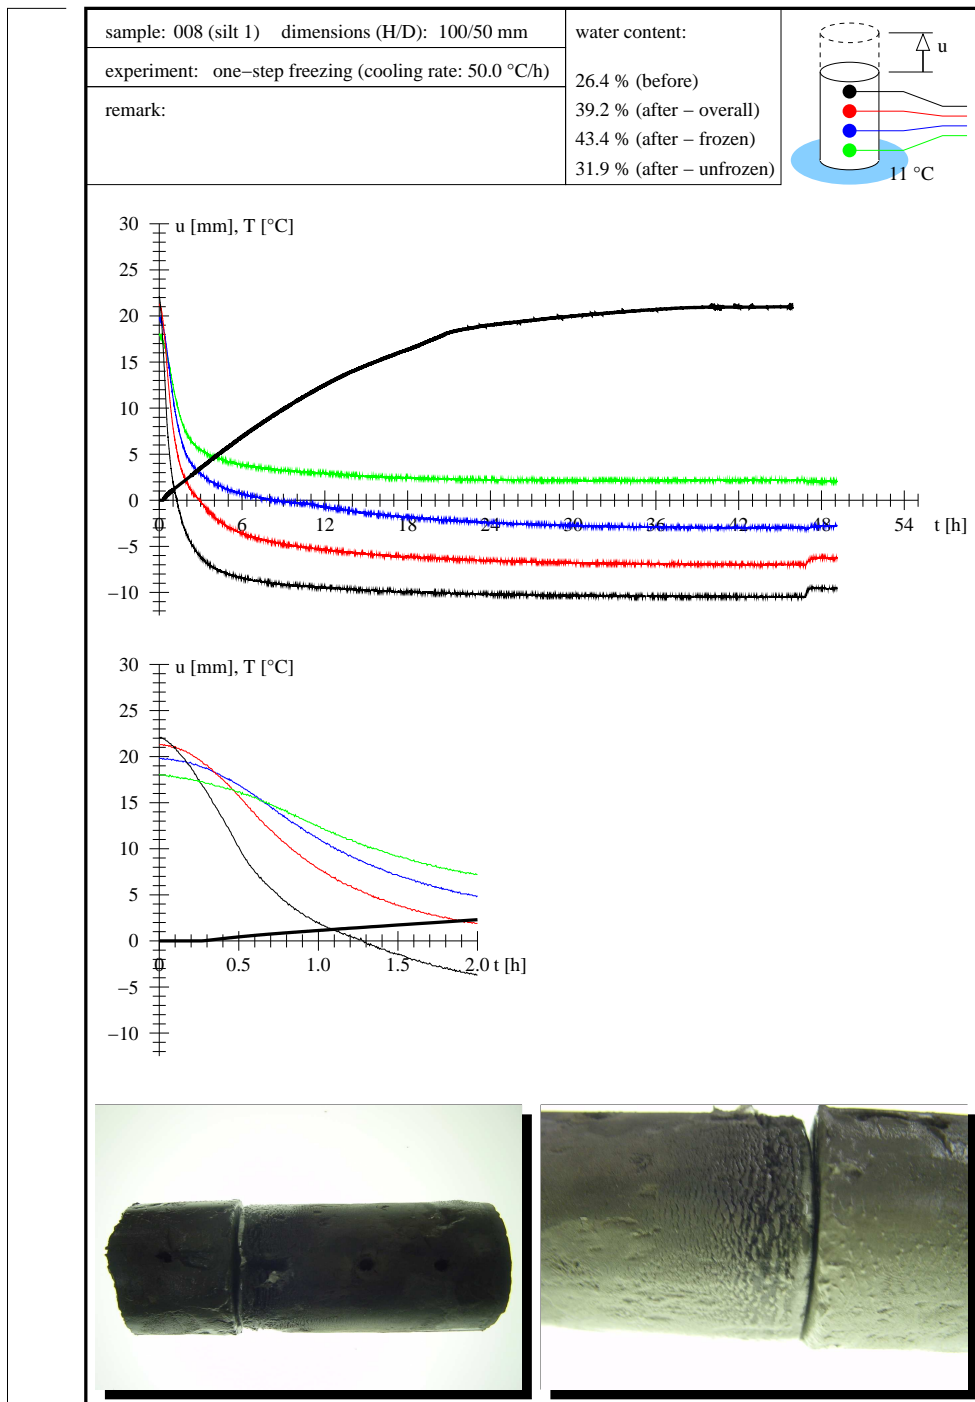 sample: 008 (silt 1) dimensions (H/D): 100/50 mm
experiment: one−step freezing (cooling rate: 50.0 °C/h)
remark:
water content:
26.4 % (before)
39.2 % (after − overall)
43.4 % (after − frozen)
31.9 % (after − unfrozen)
u
11 °C
u [mm], T [°C]
30
25
20
15
10
5
0
−5
−10
0 6 12 18 24 30 36 42 48 54
t [h]
u [mm], T [°C]
30
25
20
15
10
5
0
−5
−10
0 0.5 1.0 1.5 2.0 t [h]